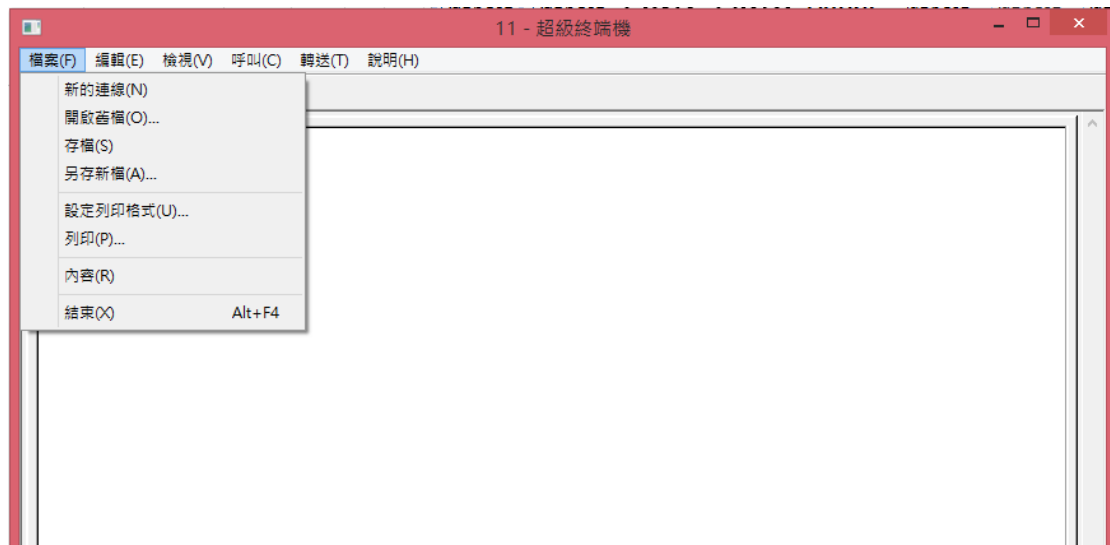 11 - 超級終端機
檔案(F) 編輯(E) 檢視(V) 呼叫(C) 轉送(T) 說明(H)
新的連線(N)
開啟舊檔(O)...
存檔(S)
另存新檔(A)...
設定列印格式(U)...
列印(P)...
內容(R)
結束(X) Alt+F4